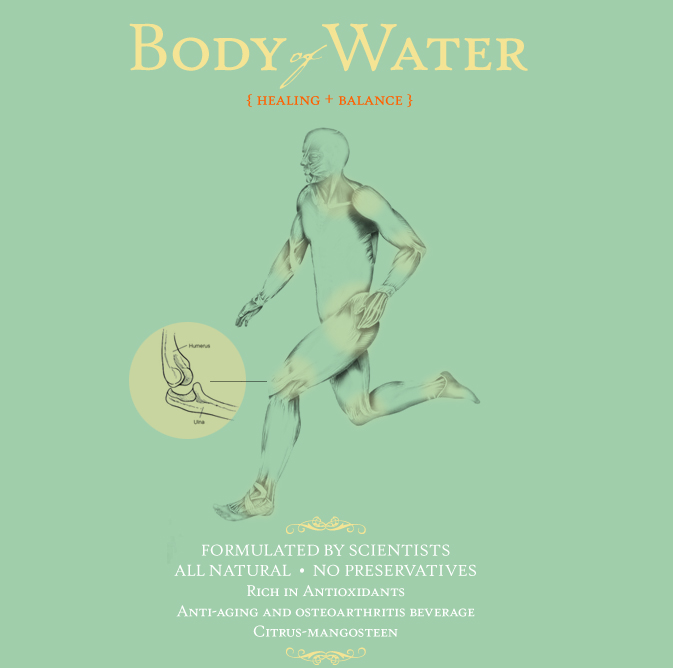 Body of Water
{ Healing + Balance }
Humerus
Ulna
FORMULATED BY SCIENTISTS
ALL NATURAL • NO PRESERVATIVES
Rich in Antioxidants
Anti-aging and osteoarthritis beverage
Citrus-mangosteen